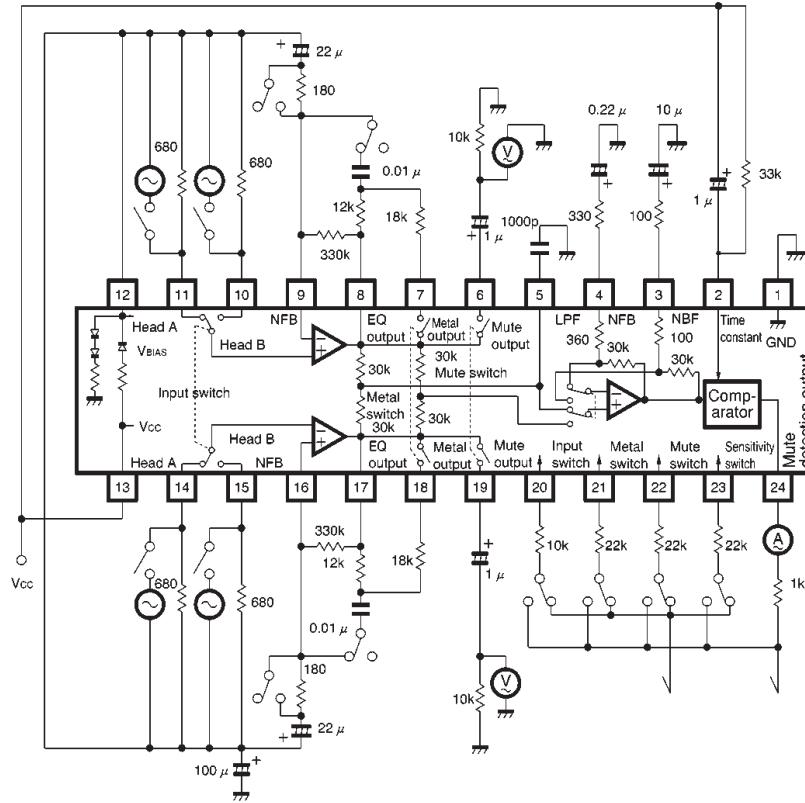 22 μ
180
680
680
0.01 μ
12k
18k
330k
10k
V
1 μ
1000p
0.22 μ
10 μ
330
100
1 μ
33k
12
11
10
9
8
7
6
5
4
3
2
1
Head A
NFB
EQ output
Metal output
Mute output
LPF
NFB
NBF
Time constant
GND
VBIAS
Head B
360
100
30k
30k
30k
30k
Input switch
Mute switch
Metal switch
30k
30k
Comp-arator
Vcc
Head B
Head A
NFB
EQ output
Metal output
Mute output
Input switch
Metal switch
Mute switch
Sensitivity switch
Mute detection output
13
14
15
16
17
18
19
20
21
22
23
24
Vcc
680
680
330k
12k
18k
0.01 μ
180
22 μ
100 μ
1 μ
10k
V
10k
22k
22k
22k
A
1k